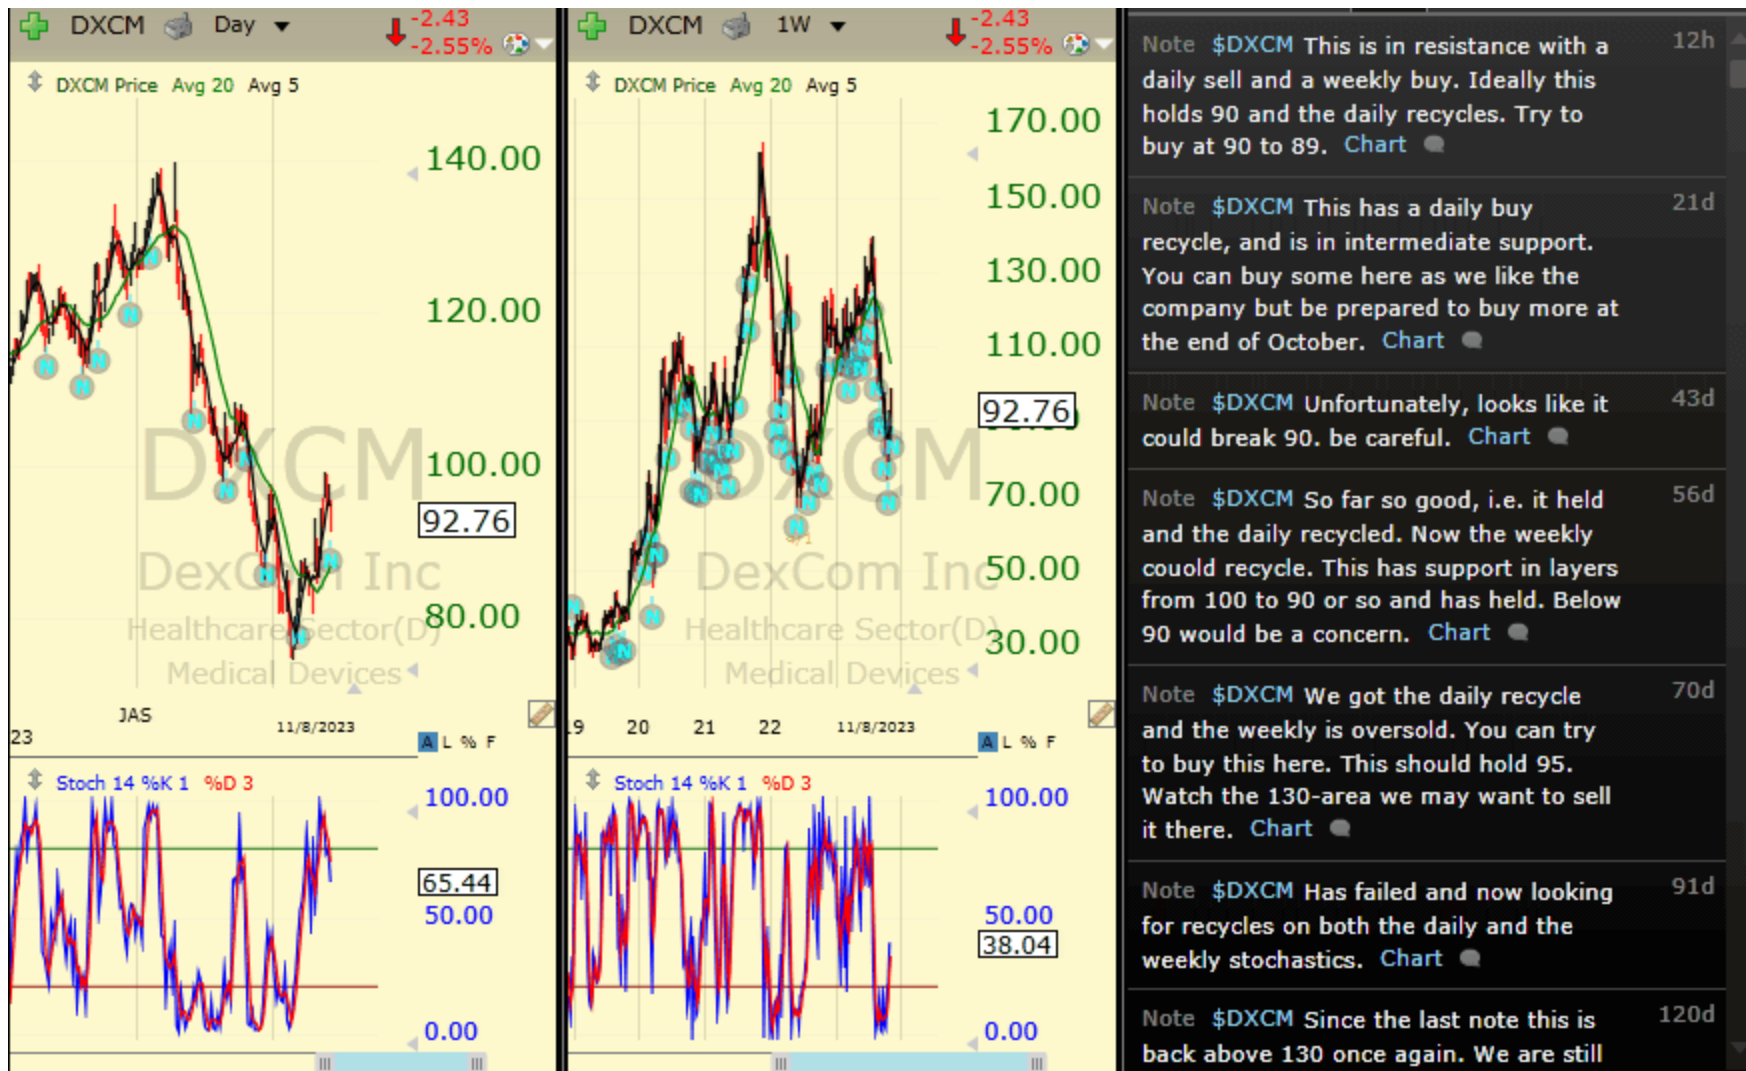 DXCM Day
-2.43
-2.55%
DXCM Price Avg 20 Avg 5
140.00
120.00
100.00
92.76
80.00
DXCM
DexCom Inc
Healthcare Sector(D)
Medical Devices
JAS
23
11/8/2023
A L % F
Stoch 14 %K 1 %D 3
100.00
65.44
50.00
0.00
DXCM 1W
-2.43
-2.55%
DXCM Price Avg 20 Avg 5
170.00
150.00
130.00
110.00
92.76
70.00
50.00
30.00
DXCM
DexCom Inc
Healthcare Sector(D)
Medical Devices
19 20 21 22 11/8/2023
A L % F
Stoch 14 %K 1 %D 3
100.00
50.00
38.04
0.00
Note $DXCM This is in resistance with a 12h
daily sell and a weekly buy. Ideally this
holds 90 and the daily recycles. Try to
buy at 90 to 89. Chart
Note $DXCM This has a daily buy 21d
recycle, and is in intermediate support.
You can buy some here as we like the
company but be prepared to buy more at
the end of October. Chart
Note $DXCM Unfortunately, looks like it 43d
could break 90. be careful. Chart
Note $DXCM So far so good, i.e. it held 56d
and the daily recycled. Now the weekly
couold recycle. This has support in layers
from 100 to 90 or so and has held. Below
90 would be a concern. Chart
Note $DXCM We got the daily recycle 70d
and the weekly is oversold. You can try
to buy this here. This should hold 95.
Watch the 130-area we may want to sell
it there. Chart
Note $DXCM Has failed and now looking 91d
for recycles on both the daily and the
weekly stochastics. Chart
Note $DXCM Since the last note this is 120d
back above 130 once again. We are still